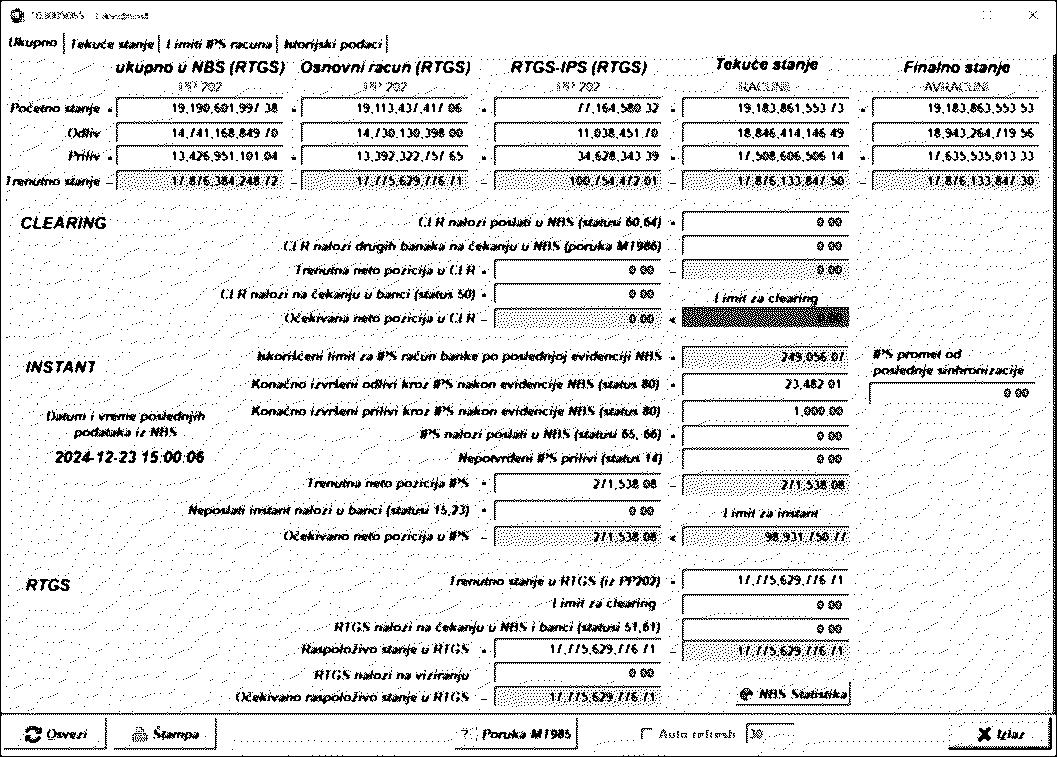 Ukupno Tekuće stanje Limiti IPS racuna Istorijski podaci
ukupno u NBS (RTGS) Osnovni racun (RTGS) RTGS-IPS (RTGS) Tekuće stanje Finalno stanje
PP 202 PP 202 PP 202 RACUNI AVRACUNI
Početno stanje 19,190,601,997.38 19,113,437,417.06 77,164,580.32 19,183,861,553.73 19,183,863,553.53
Odliv 14,741,168,849.70 14,730,130,398.00 11,038,451.70 18,846,414,146.49 18,943,264,719.56
Priliv 13,426,951,101.04 13,392,322,757.65 34,628,343.39 17,508,606,506.14 17,635,535,013.33
Trenutno stanje 17,876,384,248.72 17,775,629,776.71 100,754,472.01 17,876,133,847.50 17,876,133,847.30
CLEARING
CLR nalozi poslati u NBS (statusi 60,64) 0.00
CLR nalozi drugih banaka na čekanju u NBS (poruka MT986) 0.00
Trenutna neto pozicija u CLR 0.00 0.00
CLR nalozi na čekanju u banci (status 50) 0.00 Limit za clearing
Očekivana neto pozicija u CLR 0.00
INSTANT
Iskorišćeni limit za IPS račun banke po poslednjoj evidenciji NBS 249,056.07
IPS promet od
poslednje sinhronizacije
Konačno izvršeni odlivi kroz IPS nakon evidencije NBS (status 80) 23,482.01 0.00
Konačno izvršeni prilivi kroz IPS nakon evidencije NBS (status 80) 1,000.00
Datum i vreme poslednjih
podataka iz NBS
2024-12-23 15:00:06
IPS nalozi poslati u NBS (statusi 65, 66) 0.00
Nepotvrđeni IPS prilivi (status 14) 0.00
Trenutna neto pozicija IPS 271,538.08 271,538.08
Neposlati instant nalozi u banci (statusi 15,23) 0.00 Limit za instant
Očekivano neto pozicija u IPS 271,538.08 98,931,750.77
RTGS
Trenutno stanje u RTGS (iz PP202) 17,775,629,776.71
Limit za clearing 0.00
RTGS nalozi na čekanju u NBS i banci (statusi 51,61) 0.00
Raspoloživo stanje u RTGS 17,775,629,776.71 17,775,629,776.71
RTGS nalozi na viziranju 0.00
Očekivano raspoloživo stanje u RTGS 17,775,629,776.71 NBS Statistika
Osvezi Štampa ? Poruka MT985 Auto refresh 30 Izlaz